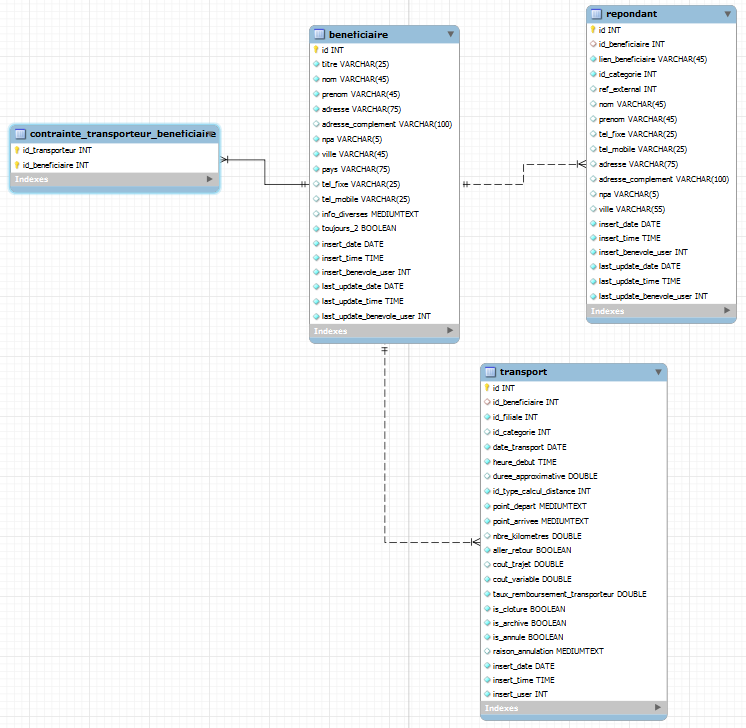 contrainte_transporteur_beneficiaire
id_transporteur INT
id_beneficiaire INT
Indexes
beneficiaire
id INT
titre VARCHAR(25)
nom VARCHAR(45)
prenom VARCHAR(45)
adresse VARCHAR(75)
adresse_complement VARCHAR(100)
npa VARCHAR(5)
ville VARCHAR(45)
pays VARCHAR(75)
tel_fixe VARCHAR(25)
tel_mobile VARCHAR(25)
info_diverses MEDIUMTEXT
toujours_2 BOOLEAN
insert_date DATE
insert_time TIME
insert_benevole_user INT
last_update_date DATE
last_update_time TIME
last_update_benevole_user INT
Indexes
repondant
id INT
id_beneficiaire INT
lien_beneficiaire VARCHAR(45)
id_categorie INT
ref_external INT
nom VARCHAR(45)
prenom VARCHAR(45)
tel_fixe VARCHAR(25)
tel_mobile VARCHAR(25)
adresse VARCHAR(75)
adresse_complement VARCHAR(100)
npa VARCHAR(5)
ville VARCHAR(55)
insert_date DATE
insert_time TIME
insert_benevole_user INT
last_update_date DATE
last_update_time TIME
last_update_benevole_user INT
Indexes
transport
id INT
id_beneficiaire INT
id_filiale INT
id_categorie INT
date_transport DATE
heure_debut TIME
duree_approximative DOUBLE
id_type_calcul_distance INT
point_depart MEDIUMTEXT
point_arrivee MEDIUMTEXT
nbre_kilometres DOUBLE
aller_retour BOOLEAN
cout_trajet DOUBLE
cout_variable DOUBLE
taux_remboursement_transporteur DOUBLE
is_cloture BOOLEAN
is_archive BOOLEAN
is_annule BOOLEAN
raison_annulation MEDIUMTEXT
insert_date DATE
insert_time TIME
insert_user INT
Indexes